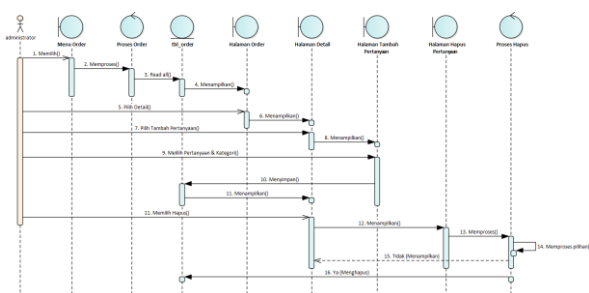 administrator
Menu Order
Proses Order
tbl_order
Halaman Order
Halaman Detail
Halaman Tambah
Pertanyaan
Halaman Hapus
Pertanyaan
Proses Hapus
1. Memilih()
2. Memproses()
3. Read all()
4. Menampilkan()
5. Pilih Detail()
6. Menampilkan()
7. Pilih Tambah Pertanyaan()
8. Menampilkan()
9. Melilih Pertanyaan & Kategori()
10. Menyimpan()
11. Menampilkan()
11. Memilih Hapus()
12. Menampilkan()
13. Memproses()
14. Memproses pilihan()
15. Tidak (Menampilkan)
16. Ya (Menghapus)